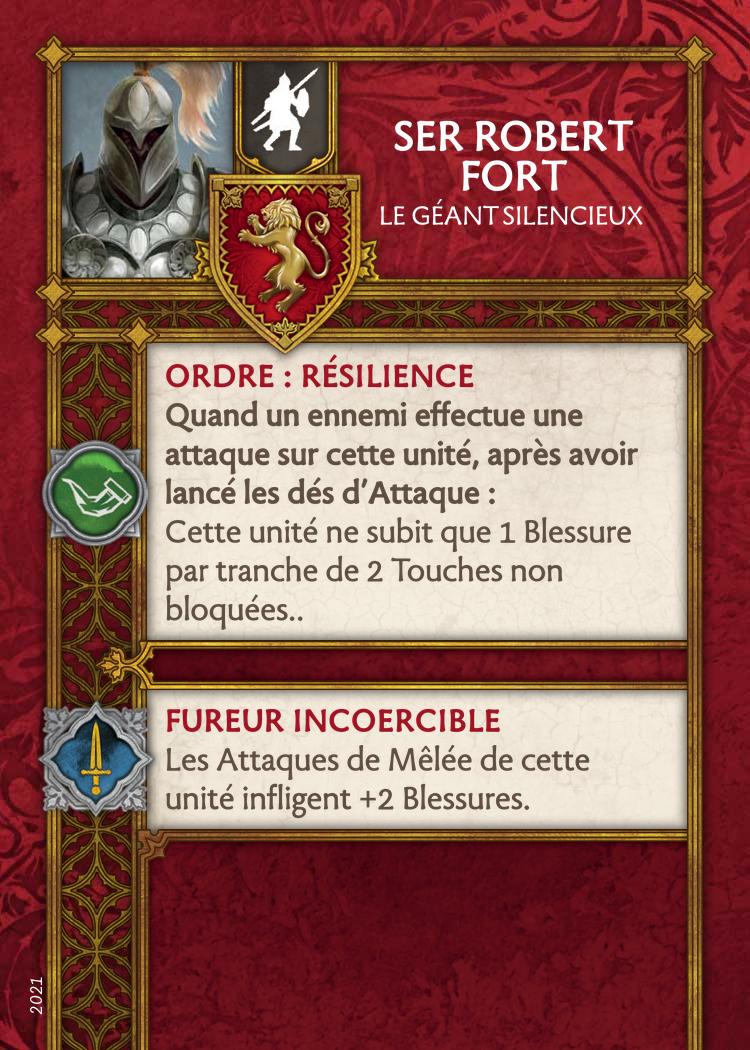 SER ROBERT
FORT
LE GÉANT SILENCIEUX
ORDRE : RÉSILIENCE
Quand un ennemi effectue une
attaque sur cette unité, après avoir
lancé les dés d'Attaque :
Cette unité ne subit que 1 Blessure
par tranche de 2 Touches non
bloquées..
FUREUR INCOERCIBLE
Les Attaques de Mêlée de cette
unité infligent +2 Blessures.
2021